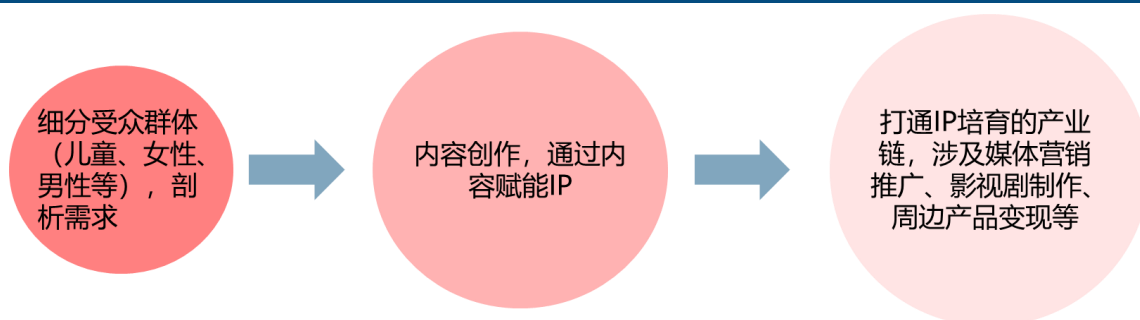 细分受众群体
（儿童、女性、
男性等），剖
析需求
内容创作，通过内
容赋能IP
打通IP培育的产业
链，涉及媒体营销
推广、影视剧制作、
周边产品变现等